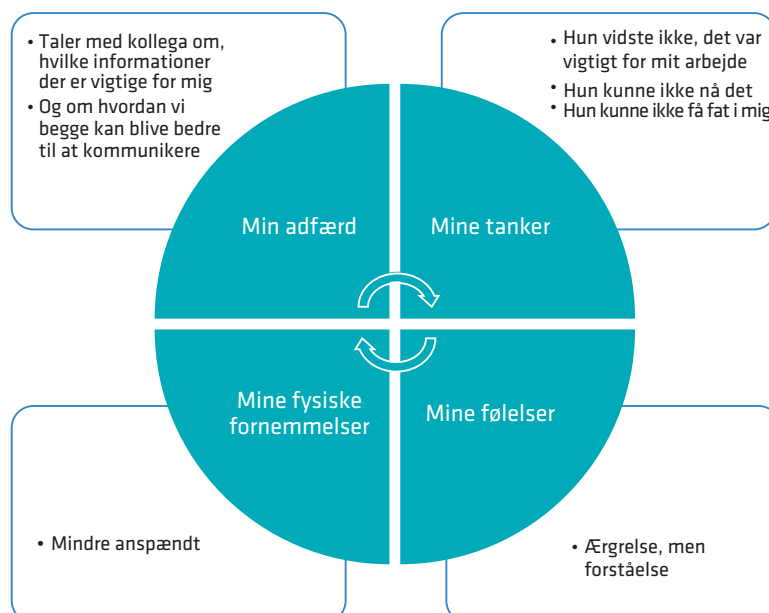 • Taler med kollega om,
hvilke informationer
der er vigtige for mig
• Og om hvordan vi
begge kan blive bedre
til at kommunikere
• Hun vidste ikke, det var
vigtigt for mit arbejde
• Hun kunne ikke nå det
• Hun kunne ikke få fat i mig
Min adfærd
Mine tanker
Mine fysiske
fornemmelser
Mine følelser
• Mindre anspændt
• Ærgrelse, men
forståelse